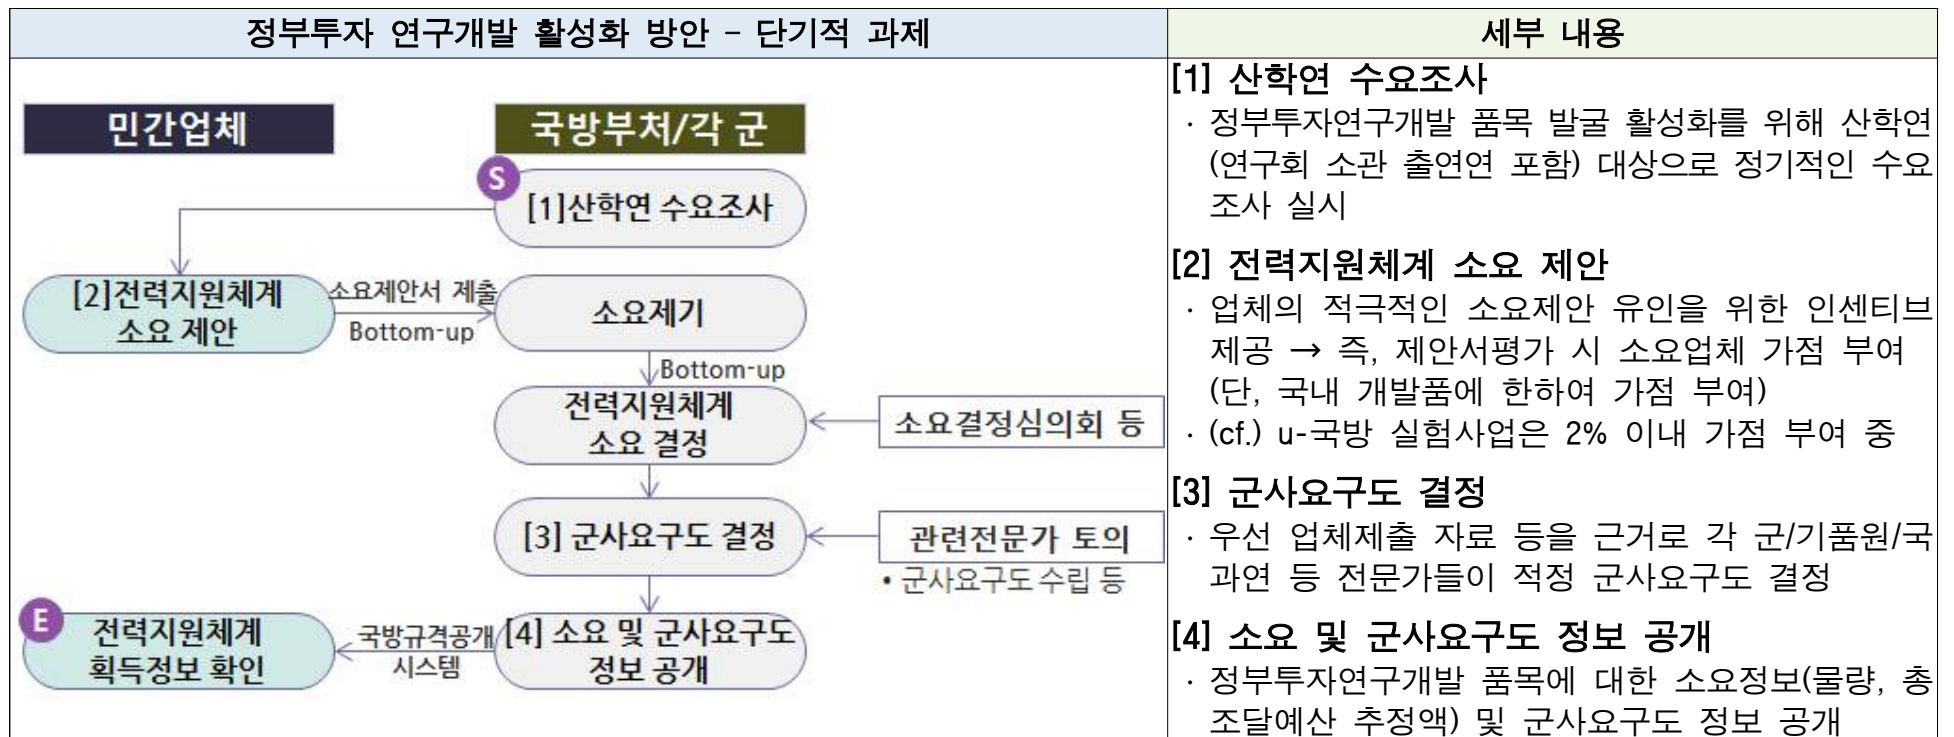 정부투자 연구개발 활성화 방안 – 단기적 과제
세부 내용
민간업체
국방부처/각 군
S
[1]산학연 수요조사
[2]전력지원체계
소요 제안
소요제안서 제출
Bottom-up
소요제기
Bottom-up
전력지원체계
소요 결정
소요결정심의회 등
[3] 군사요구도 결정
관련전문가 토의
• 군사요구도 수립 등
E
전력지원체계
획득정보 확인
국방규격공개
시스템
[4] 소요 및 군사요구도
정보 공개
[1] 산학연 수요조사
· 정부투자연구개발 품목 발굴 활성화를 위해 산학연
(연구회 소관 출연연 포함) 대상으로 정기적인 수요
조사 실시
[2] 전력지원체계 소요 제안
· 업체의 적극적인 소요제안 유인을 위한 인센티브
제공 → 즉, 제안서평가 시 소요업체 가점 부여
(단, 국내 개발품에 한하여 가점 부여)
· (cf.) u-국방 실험사업은 2% 이내 가점 부여 중
[3] 군사요구도 결정
· 우선 업체제출 자료 등을 근거로 각 군/기품원/국
과연 등 전문가들이 적정 군사요구도 결정
[4] 소요 및 군사요구도 정보 공개
· 정부투자연구개발 품목에 대한 소요정보(물량, 총
조달예산 추정액) 및 군사요구도 정보 공개